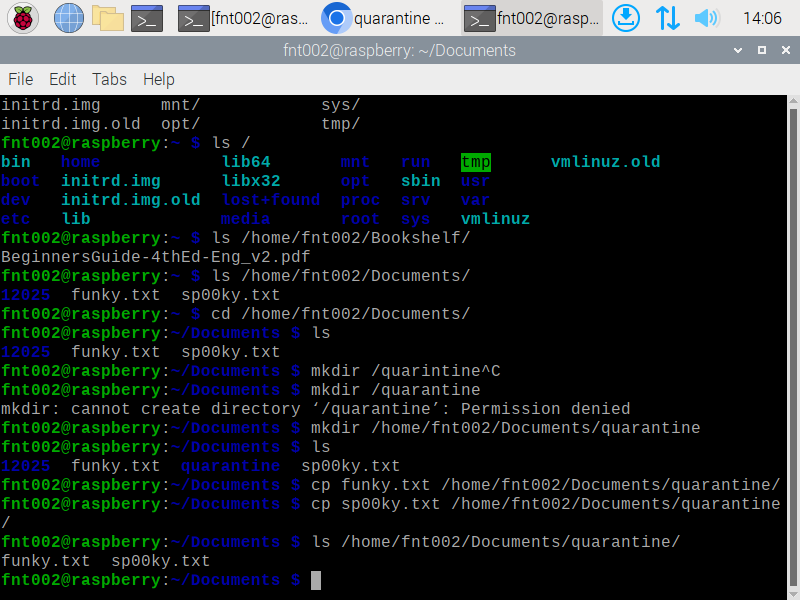 [fnt002@ras...
quarantine ...
fnt002@rasp...
14:06
fnt002@raspberry: ~/Documents
File Edit Tabs Help
initrd.img mnt/ sys/
initrd.img.old opt/ tmp/
fnt002@raspberry:~ $ ls /
bin home lib64 mnt run tmp vmlinuz.old
boot initrd.img libx32 opt sbin usr
dev initrd.img.old lost+found proc srv var
etc lib media root sys vmlinuz
fnt002@raspberry:~ $ ls /home/fnt002/Bookshelf/
BeginnersGuide-4thEd-Eng_v2.pdf
fnt002@raspberry:~ $ ls /home/fnt002/Documents/
12025 funky.txt sp00ky.txt
fnt002@raspberry:~ $ cd /home/fnt002/Documents/
fnt002@raspberry:~/Documents $ ls
12025 funky.txt sp00ky.txt
fnt002@raspberry:~/Documents $ mkdir /quarintine^C
fnt002@raspberry:~/Documents $ mkdir /quarantine
mkdir: cannot create directory ‘/quarantine’: Permission denied
fnt002@raspberry:~/Documents $ mkdir /home/fnt002/Documents/quarantine
fnt002@raspberry:~/Documents $ ls
12025 funky.txt quarantine sp00ky.txt
fnt002@raspberry:~/Documents $ cp funky.txt /home/fnt002/Documents/quarantine/
fnt002@raspberry:~/Documents $ cp sp00ky.txt /home/fnt002/Documents/quarantine
/
fnt002@raspberry:~/Documents $ ls /home/fnt002/Documents/quarantine/
funky.txt sp00ky.txt
fnt002@raspberry:~/Documents $